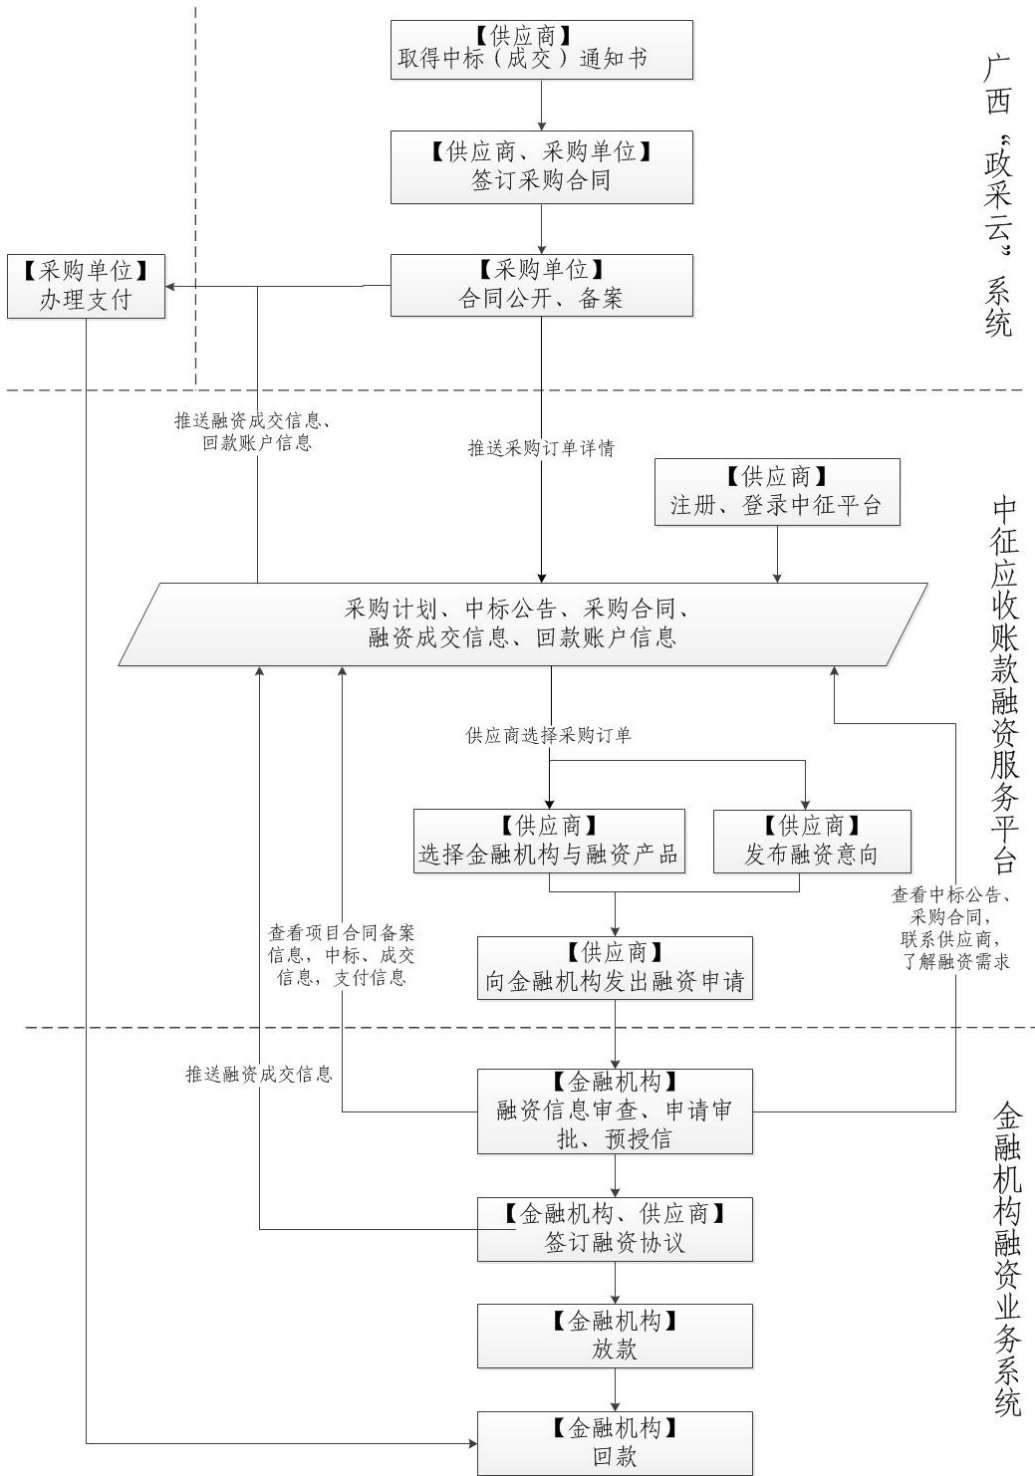 【供应商】
取得中标（成交）通知书
【供应商、采购单位】
签订采购合同
【采购单位】
合同公开、备案
【采购单位】
办理支付
广西“政采云”系统
推送融资成交信息、
回款账户信息
推送采购订单详情
【供应商】
注册、登录中征平台
采购计划、中标公告、采购合同、
融资成交信息、回款账户信息
中征应收账款融资服务平台
供应商选择采购订单
【供应商】
选择金融机构与融资产品
【供应商】
发布融资意向
查看中标公告、
采购合同，
联系供应商，
了解融资需求
查看项目合同备案
信息，中标、成交
信息，支付信息
【供应商】
向金融机构发出融资申请
推送融资成交信息
【金融机构】
融资信息审查、申请审
批、预授信
【金融机构、供应商】
签订融资协议
【金融机构】
放款
【金融机构】
回款
金融机构融资业务系统